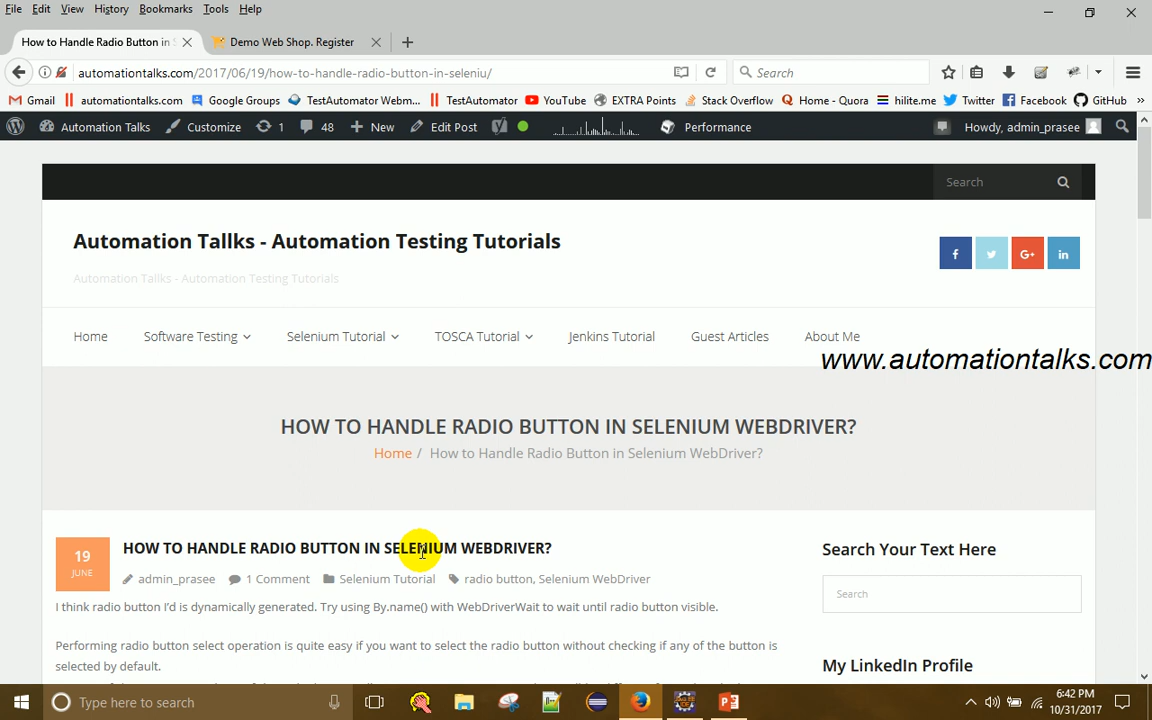 File Edit View History Bookmarks Tools Help
How to Handle Radio Button in S
Demo Web Shop. Register
automationtalks.com/2017/06/19/how-to-handle-radio-button-in-seleniu/
Search
Gmail automationtalks.com Google Groups TestAutomator Webm... TestAutomator YouTube EXTRA Points Stack Overflow Home - Quora hilite.me Twitter Facebook GitHub »
Automation Talks Customize 1 48 New Edit Post Performance Howdy, admin_prasee
Search
Automation Tallks - Automation Testing Tutorials
Automation Tallks - Automation Testing Tutorials
Home Software Testing Selenium Tutorial TOSCA Tutorial Jenkins Tutorial Guest Articles About Me
www.automationtalks.com
HOW TO HANDLE RADIO BUTTON IN SELENIUM WEBDRIVER?
Home / How to Handle Radio Button in Selenium WebDriver?
19
JUNE
HOW TO HANDLE RADIO BUTTON IN SELENIUM WEBDRIVER?
admin_prasee 1 Comment Selenium Tutorial radio button, Selenium WebDriver
I think radio button I'd is dynamically generated. Try using By.name() with WebDriverWait to wait until radio button visible.
Performing radio button select operation is quite easy if you want to select the radio button without checking if any of the button is
selected by default.
Search Your Text Here
Search
My LinkedIn Profile
Type here to search
6:42 PM
10/31/2017